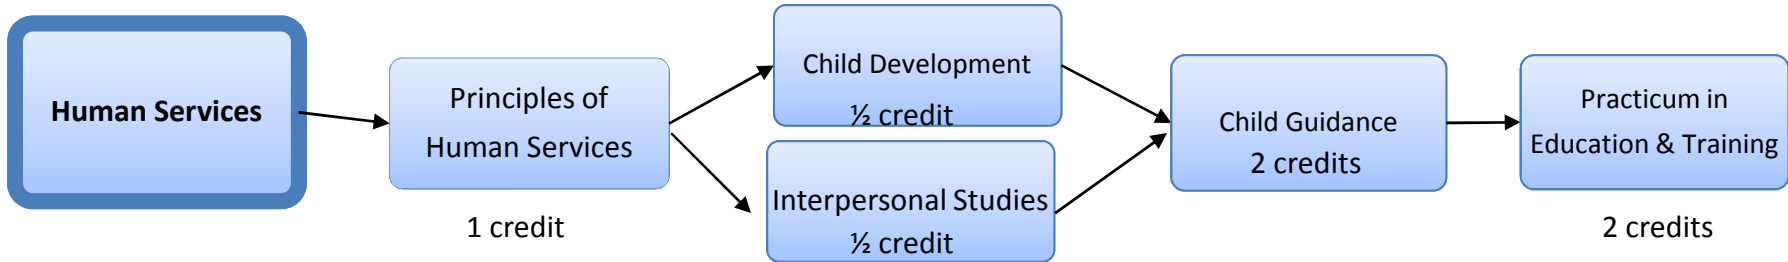 Human Services
Principles of
Human Services
1 credit
Child Development
½ credit
Interpersonal Studies
½ credit
Child Guidance
2 credits
Practicum in
Education & Training
2 credits